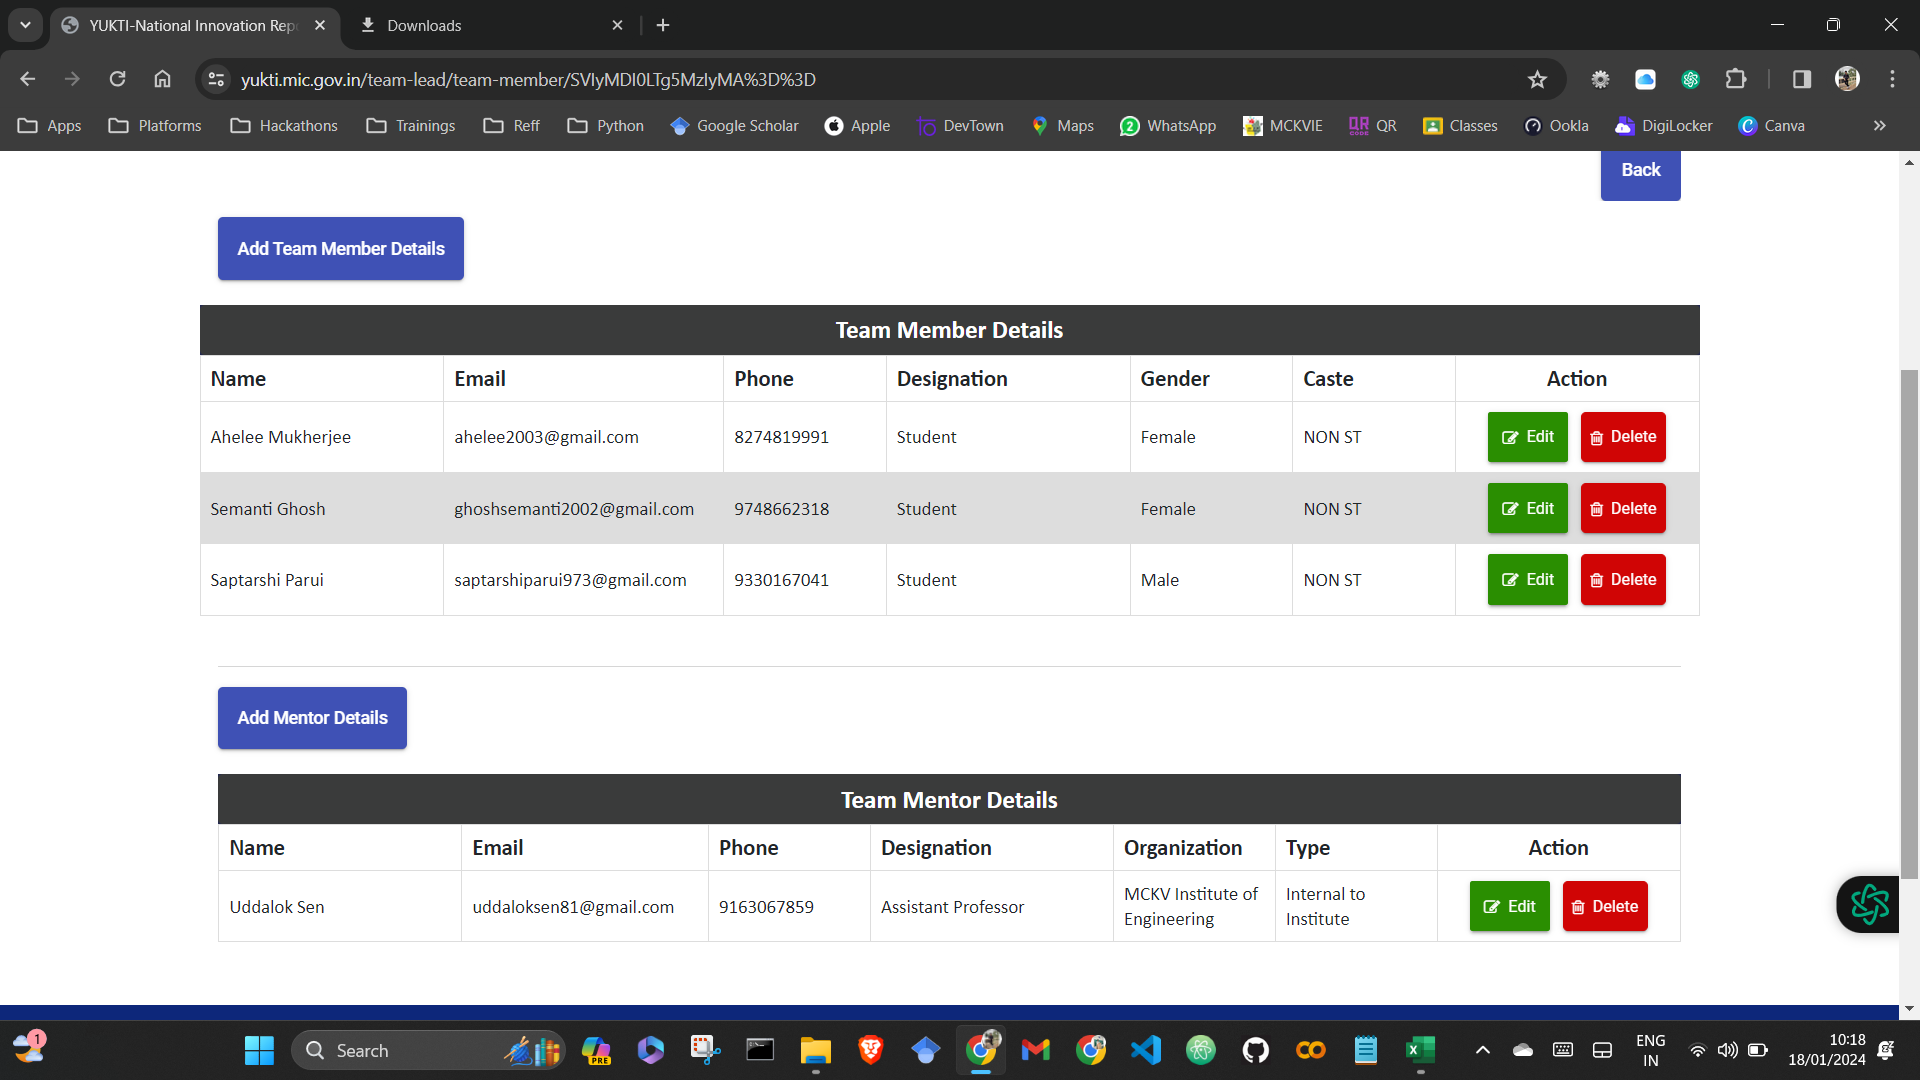 YUKTI-National Innovation Rep
Downloads
yukti.mic.gov.in/team-lead/team-member/SVIyMDI0LTg5MzIyMA%3D%3D
Apps Platforms Hackathons Trainings Reff Python Google Scholar Apple DevTown Maps WhatsApp MCKVIE QR Classes Ookla DigiLocker Canva
Back
Add Team Member Details
Team Member Details
Name Email Phone Designation Gender Caste Action
Ahelee Mukherjee ahelee2003@gmail.com 8274819991 Student Female NON ST Edit Delete
Semanti Ghosh ghoshsemanti2002@gmail.com 9748662318 Student Female NON ST Edit Delete
Saptarshi Parui saptarshiparui973@gmail.com 9330167041 Student Male NON ST Edit Delete
Add Mentor Details
Team Mentor Details
Name Email Phone Designation Organization Type Action
Uddalok Sen uddaloksen81@gmail.com 9163067859 Assistant Professor MCKV Institute of Engineering Internal to Institute Edit Delete
1
Search
PRE
ENG
IN
10:18
18/01/2024